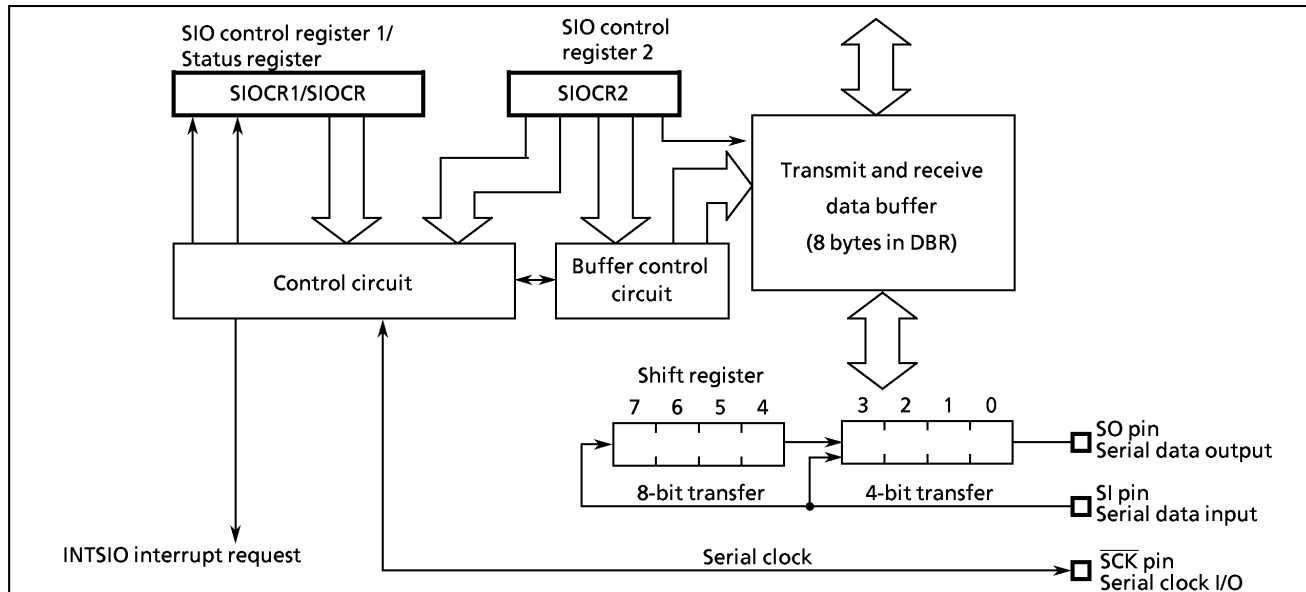 SIO control register 1/
Status register
SIO control
register 2
SIOCR1/SIOCR
SIOCR2
Transmit and receive
data buffer
(8 bytes in DBR)
Control circuit
Buffer control
circuit
Shift register
7 6 5 4
3 2 1 0
SO pin
Serial data output
8-bit transfer
4-bit transfer
SI pin
Serial data input
INTSIO interrupt request
Serial clock
S̅C̅K̅ pin
Serial clock I/O